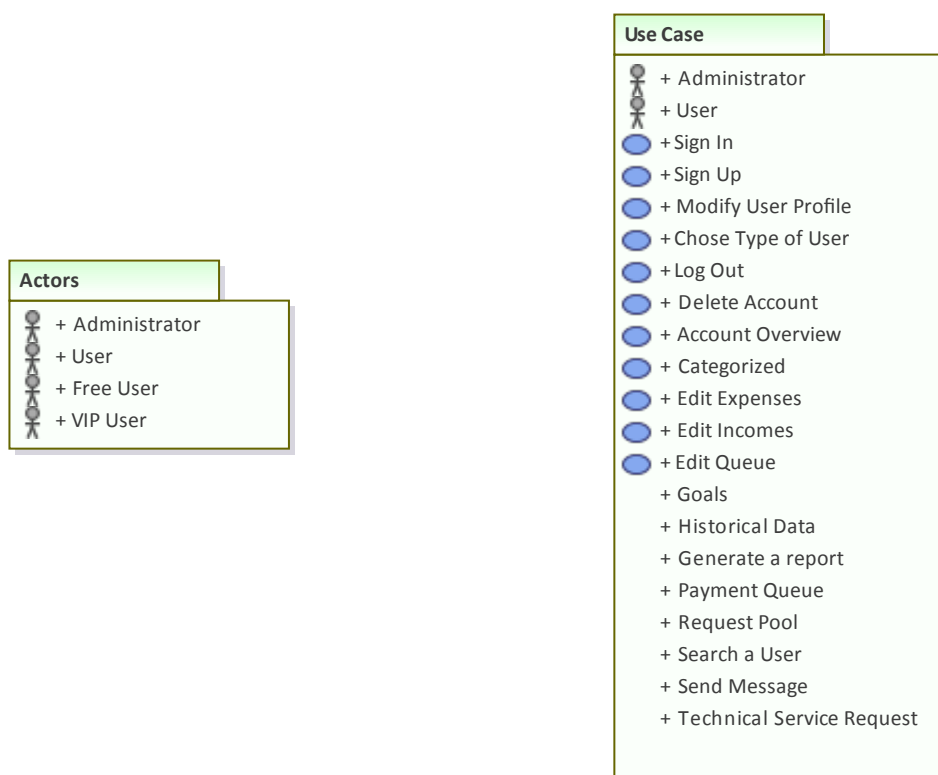 Use Case
+ Administrator
+ User
+ Sign In
+ Sign Up
+ Modify User Profile
+ Chose Type of User
+ Log Out
+ Delete Account
+ Account Overview
+ Categorized
+ Edit Expenses
+ Edit Incomes
+ Edit Queue
+ Goals
+ Historical Data
+ Generate a report
+ Payment Queue
+ Request Pool
+ Search a User
+ Send Message
+ Technical Service Request
Actors
+ Administrator
+ User
+ Free User
+ VIP User